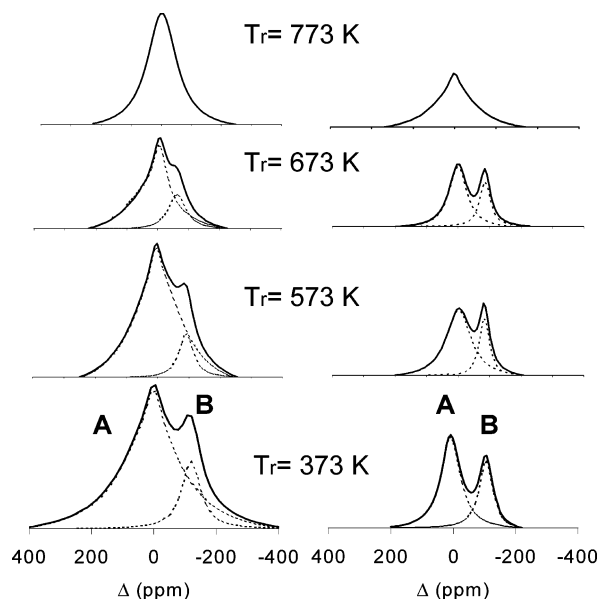 Tr= 773 K
Tr= 673 K
Tr= 573 K
A B A B
Tr= 373 K
400 200 0 -200 -400 400 200 0 -200 -400
Δ (ppm) Δ (ppm)